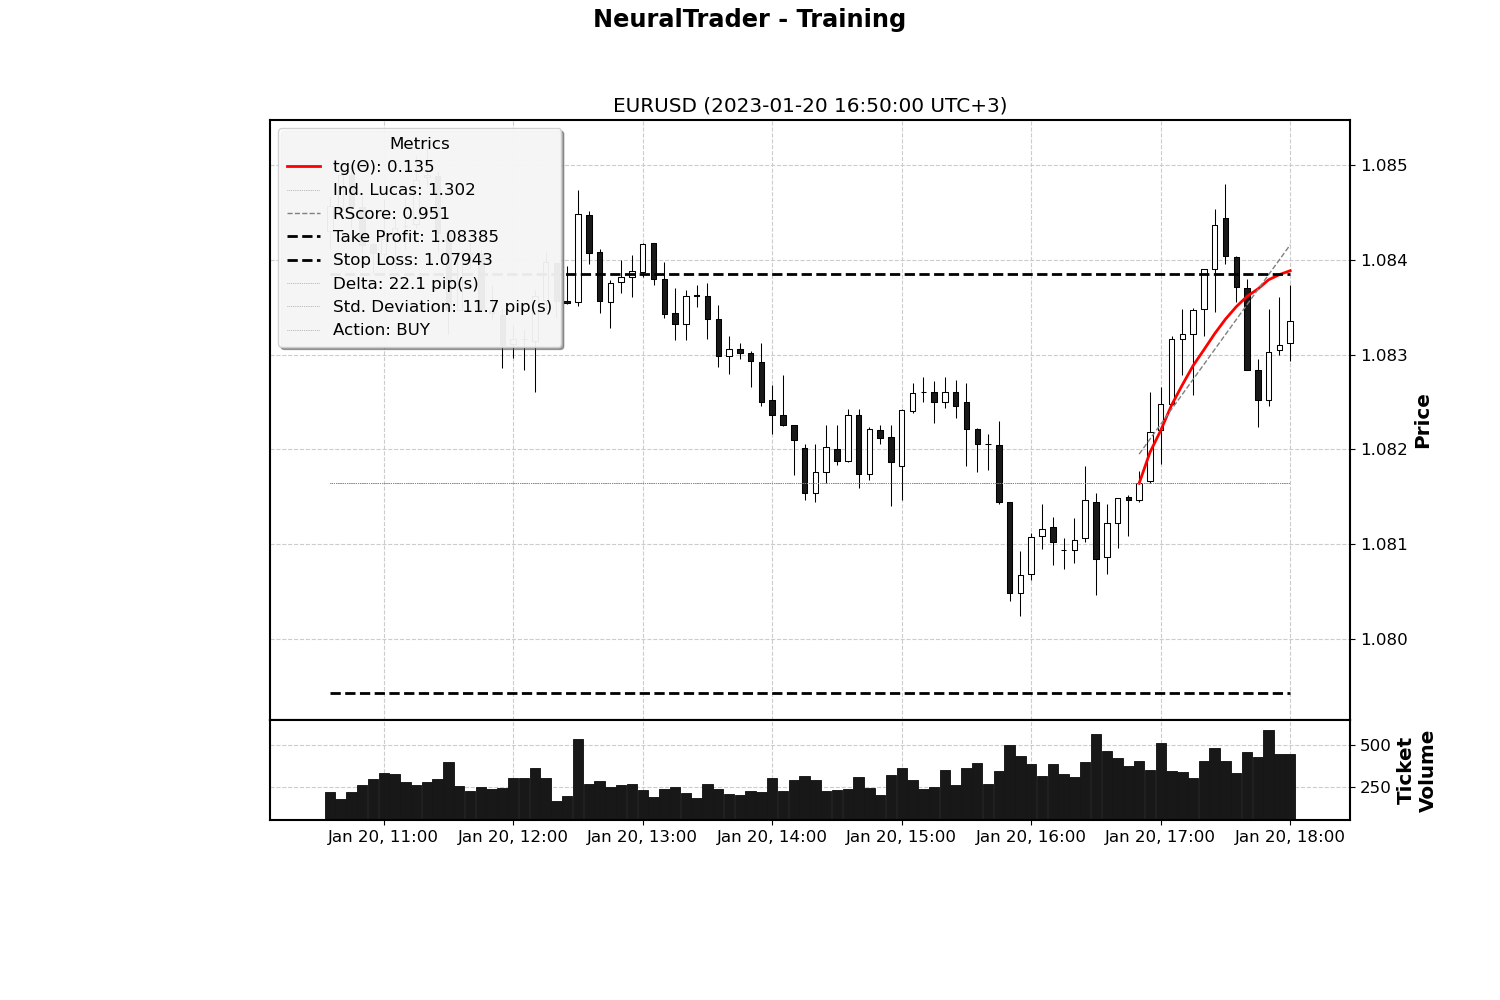 NeuralTrader - Training
EURUSD (2023-01-20 16:50:00 UTC+3)
Metrics
tg(Θ): 0.135
Ind. Lucas: 1.302
RScore: 0.951
Take Profit: 1.08385
Stop Loss: 1.07943
Delta: 22.1 pip(s)
Std. Deviation: 11.7 pip(s)
Action: BUY
1.085
1.084
1.083
1.082
1.081
1.080
Price
500
250
Ticket
Volume
Jan 20, 11:00
Jan 20, 12:00
Jan 20, 13:00
Jan 20, 14:00
Jan 20, 15:00
Jan 20, 16:00
Jan 20, 17:00
Jan 20, 18:00